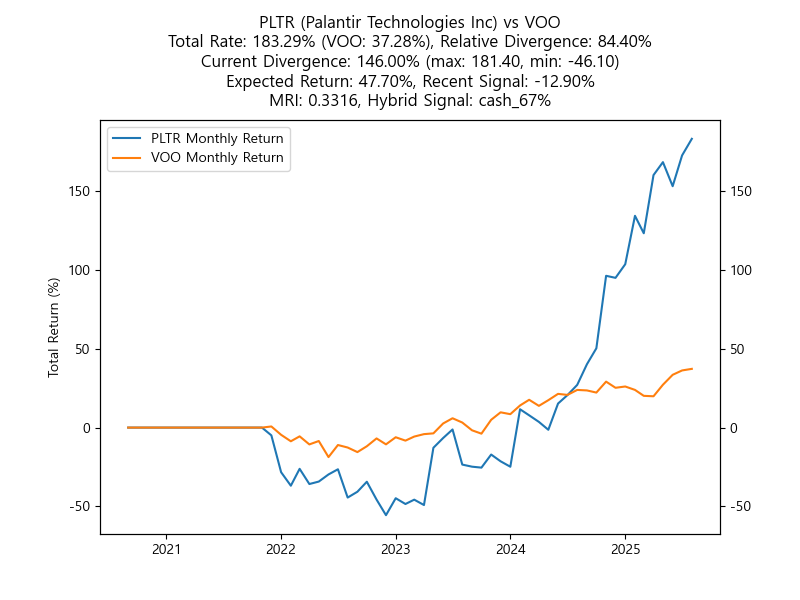 PLTR (Palantir Technologies Inc) vs VOO
Total Rate: 183.29% (VOO: 37.28%), Relative Divergence: 84.40%
Current Divergence: 146.00% (max: 181.40, min: -46.10)
Expected Return: 47.70%, Recent Signal: -12.90%
MRI: 0.3316, Hybrid Signal: cash_67%
PLTR Monthly Return
VOO Monthly Return
Total Return (%)
150
100
50
0
-50
150
100
50
0
-50
2021
2022
2023
2024
2025